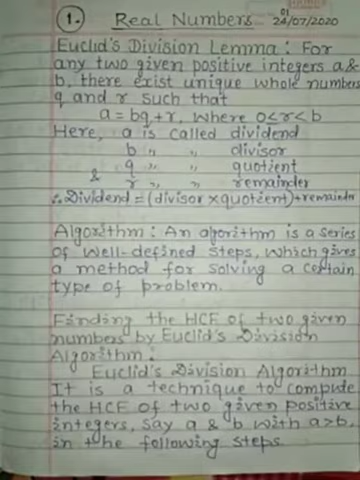 1. Real Numbers
01
24/07/2020
Euclid's Division Lemma: For
any two given positive integers a &
b, there exist unique whole numbers
q and r such that
a = bq + r, where 0<r<b
Here, a is called dividend
b " " divisor
q " " quotient
& r " " remainder
∴ Dividend = (divisor × quotient) + remainder
Algorithm: An algorithm is a series
of well-defined steps, which gives
a method for solving a certain
type of problem.
Finding the HCF of two given
numbers by Euclid's Division
Algorithm:
Euclid's Division Algorithm
It is a technique to compute
the HCF of two given positive
integers, say a & b with a>b,
in the following steps.